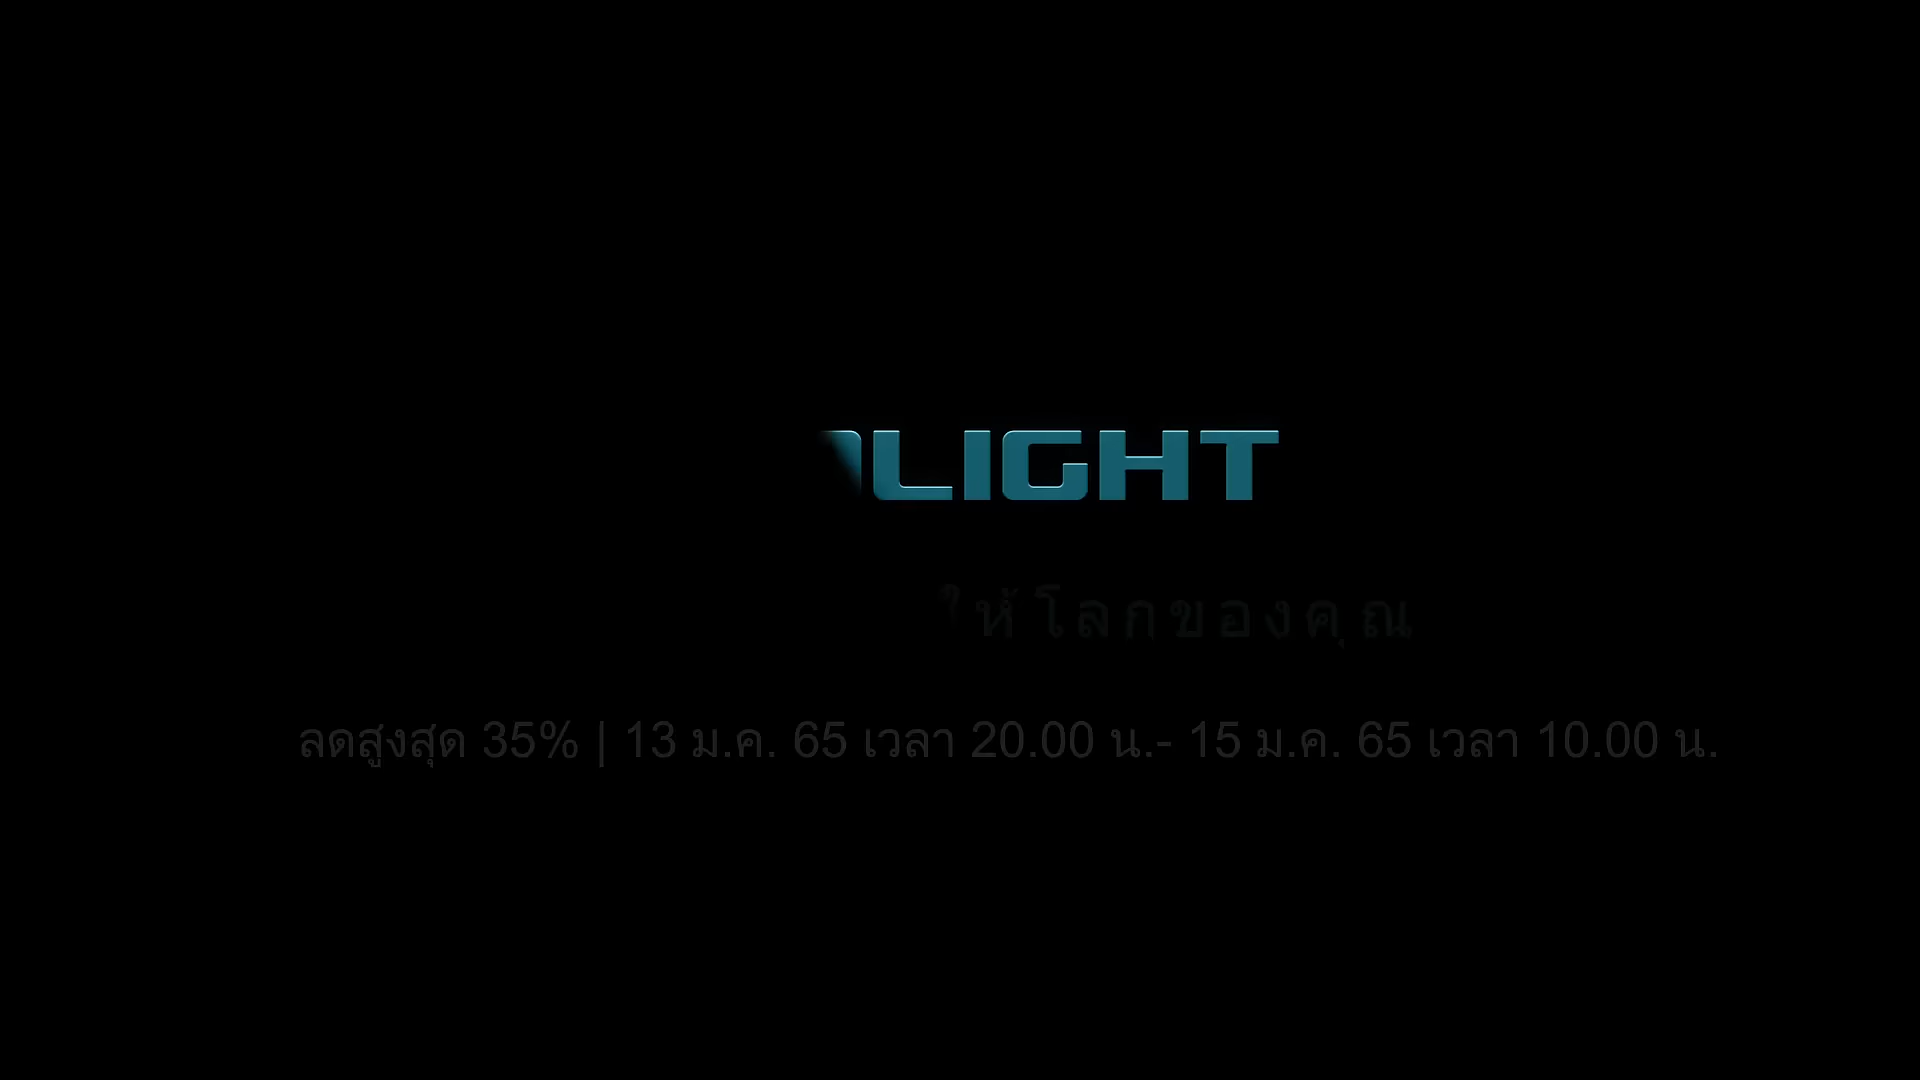 LIGHT
ให้โลกของคุณ
ลดสูงสุด 35% | 13 ม.ค. 65 เวลา 20.00 น.- 15 ม.ค. 65 เวลา 10.00 น.